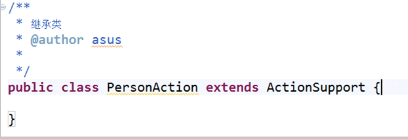 /**
 * 继承类
 * @author asus
 *
 */
public class PersonAction extends ActionSupport {
}